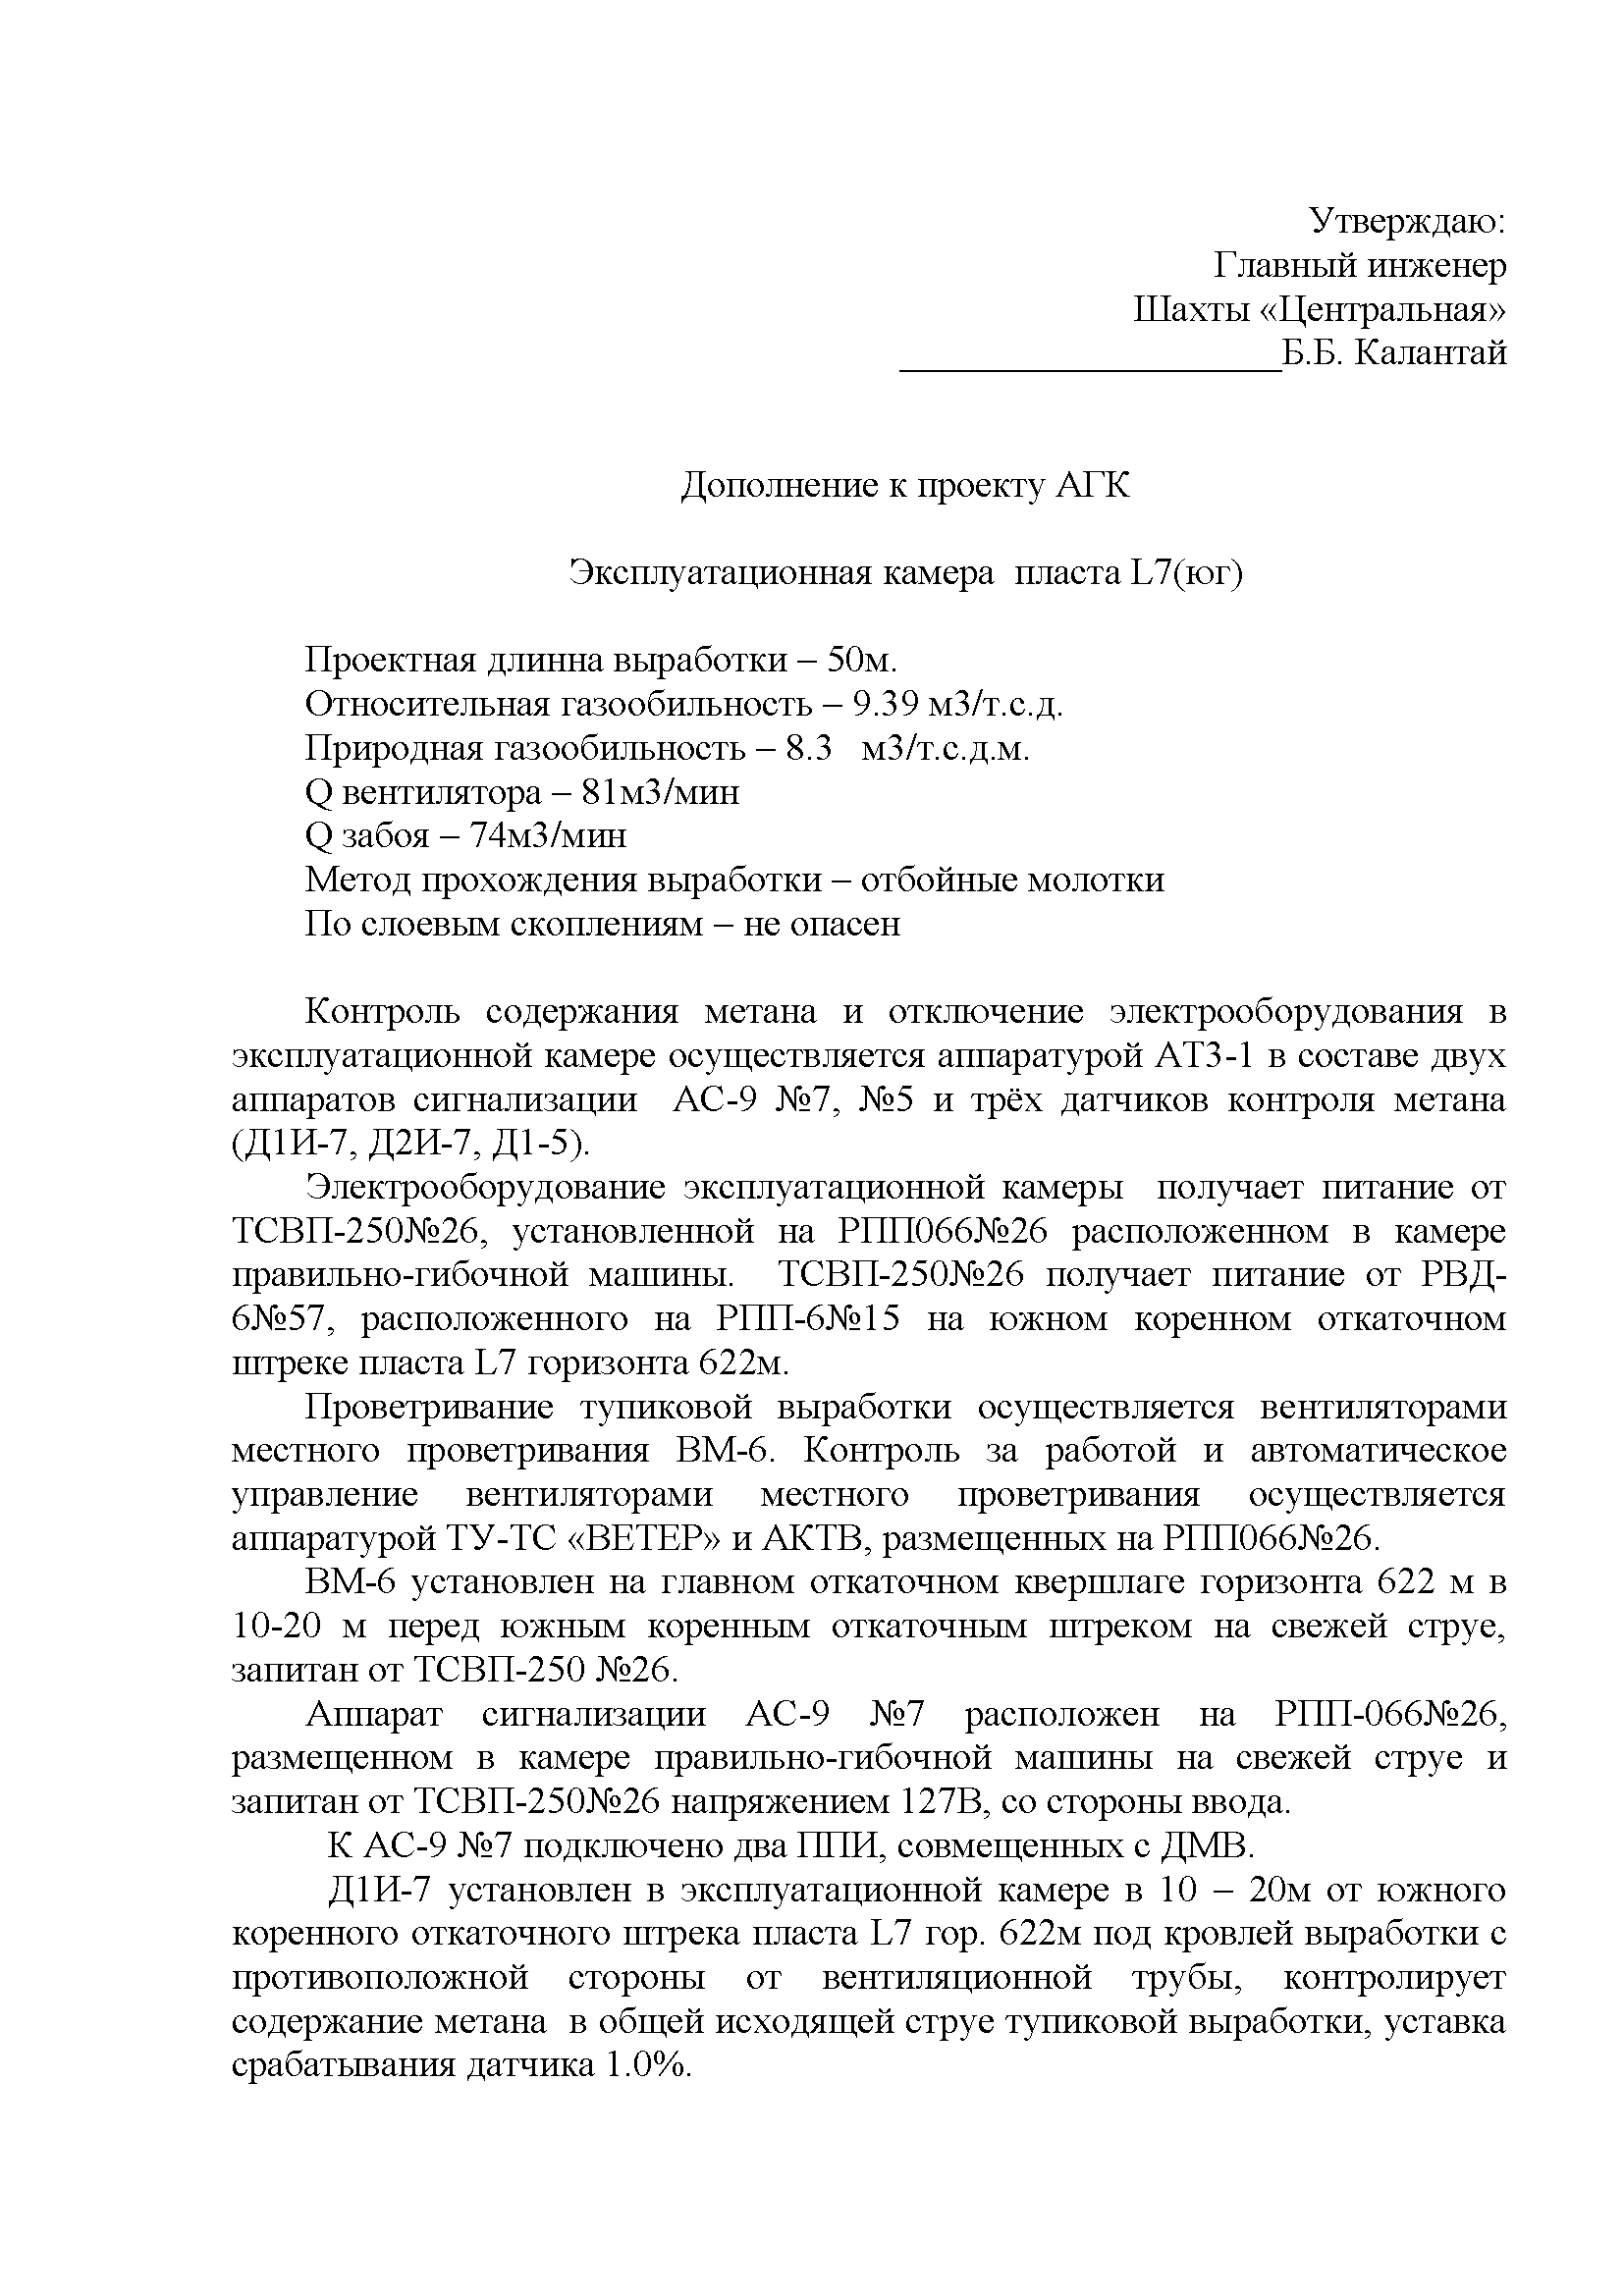 Утверждаю:
Главный инженер
Шахты «Центральная»
____________________Б.Б. Калантай
Дополнение к проекту АГК
Эксплуатационная камера  пласта L7(юг)
Проектная длинна выработки – 50м.
Относительная газообильность – 9.39 м3/т.с.д.
Природная газообильность – 8.3   м3/т.с.д.м.
Q вентилятора – 81м3/мин
Q забоя – 74м3/мин
Метод прохождения выработки – отбойные молотки
По слоевым скоплениям – не опасен
Контроль содержания метана и отключение электрооборудования в
эксплуатационной камере осуществляется аппаратурой АТ3-1 в составе двух
аппаратов сигнализации  АС-9 №7, №5 и трёх датчиков контроля метана
(Д1И-7, Д2И-7, Д1-5).
Электрооборудование эксплуатационной камеры  получает питание от
ТСВП-250№26, установленной на РПП066№26 расположенном в камере
правильно-гибочной машины.  ТСВП-250№26 получает питание от РВД-
6№57, расположенного на РПП-6№15 на южном коренном откаточном
штреке пласта L7 горизонта 622м.
Проветривание тупиковой выработки осуществляется вентиляторами
местного проветривания ВМ-6. Контроль за работой и автоматическое
управление вентиляторами местного проветривания осуществляется
аппаратурой ТУ-ТС «ВЕТЕР» и АКТВ, размещенных на РПП066№26.
ВМ-6 установлен на главном откаточном квершлаге горизонта 622 м в
10-20 м перед южным коренным откаточным штреком на свежей струе,
запитан от ТСВП-250 №26.
Аппарат сигнализации АС-9 №7 расположен на РПП-066№26,
размещенном в камере правильно-гибочной машины на свежей струе и
запитан от ТСВП-250№26 напряжением 127В, со стороны ввода.
К АС-9 №7 подключено два ППИ, совмещенных с ДМВ.
Д1И-7 установлен в эксплуатационной камере в 10 – 20м от южного
коренного откаточного штрека пласта L7 гор. 622м под кровлей выработки с
противоположной стороны от вентиляционной трубы, контролирует
содержание метана  в общей исходящей струе тупиковой выработки, уставка
срабатывания датчика 1.0%.